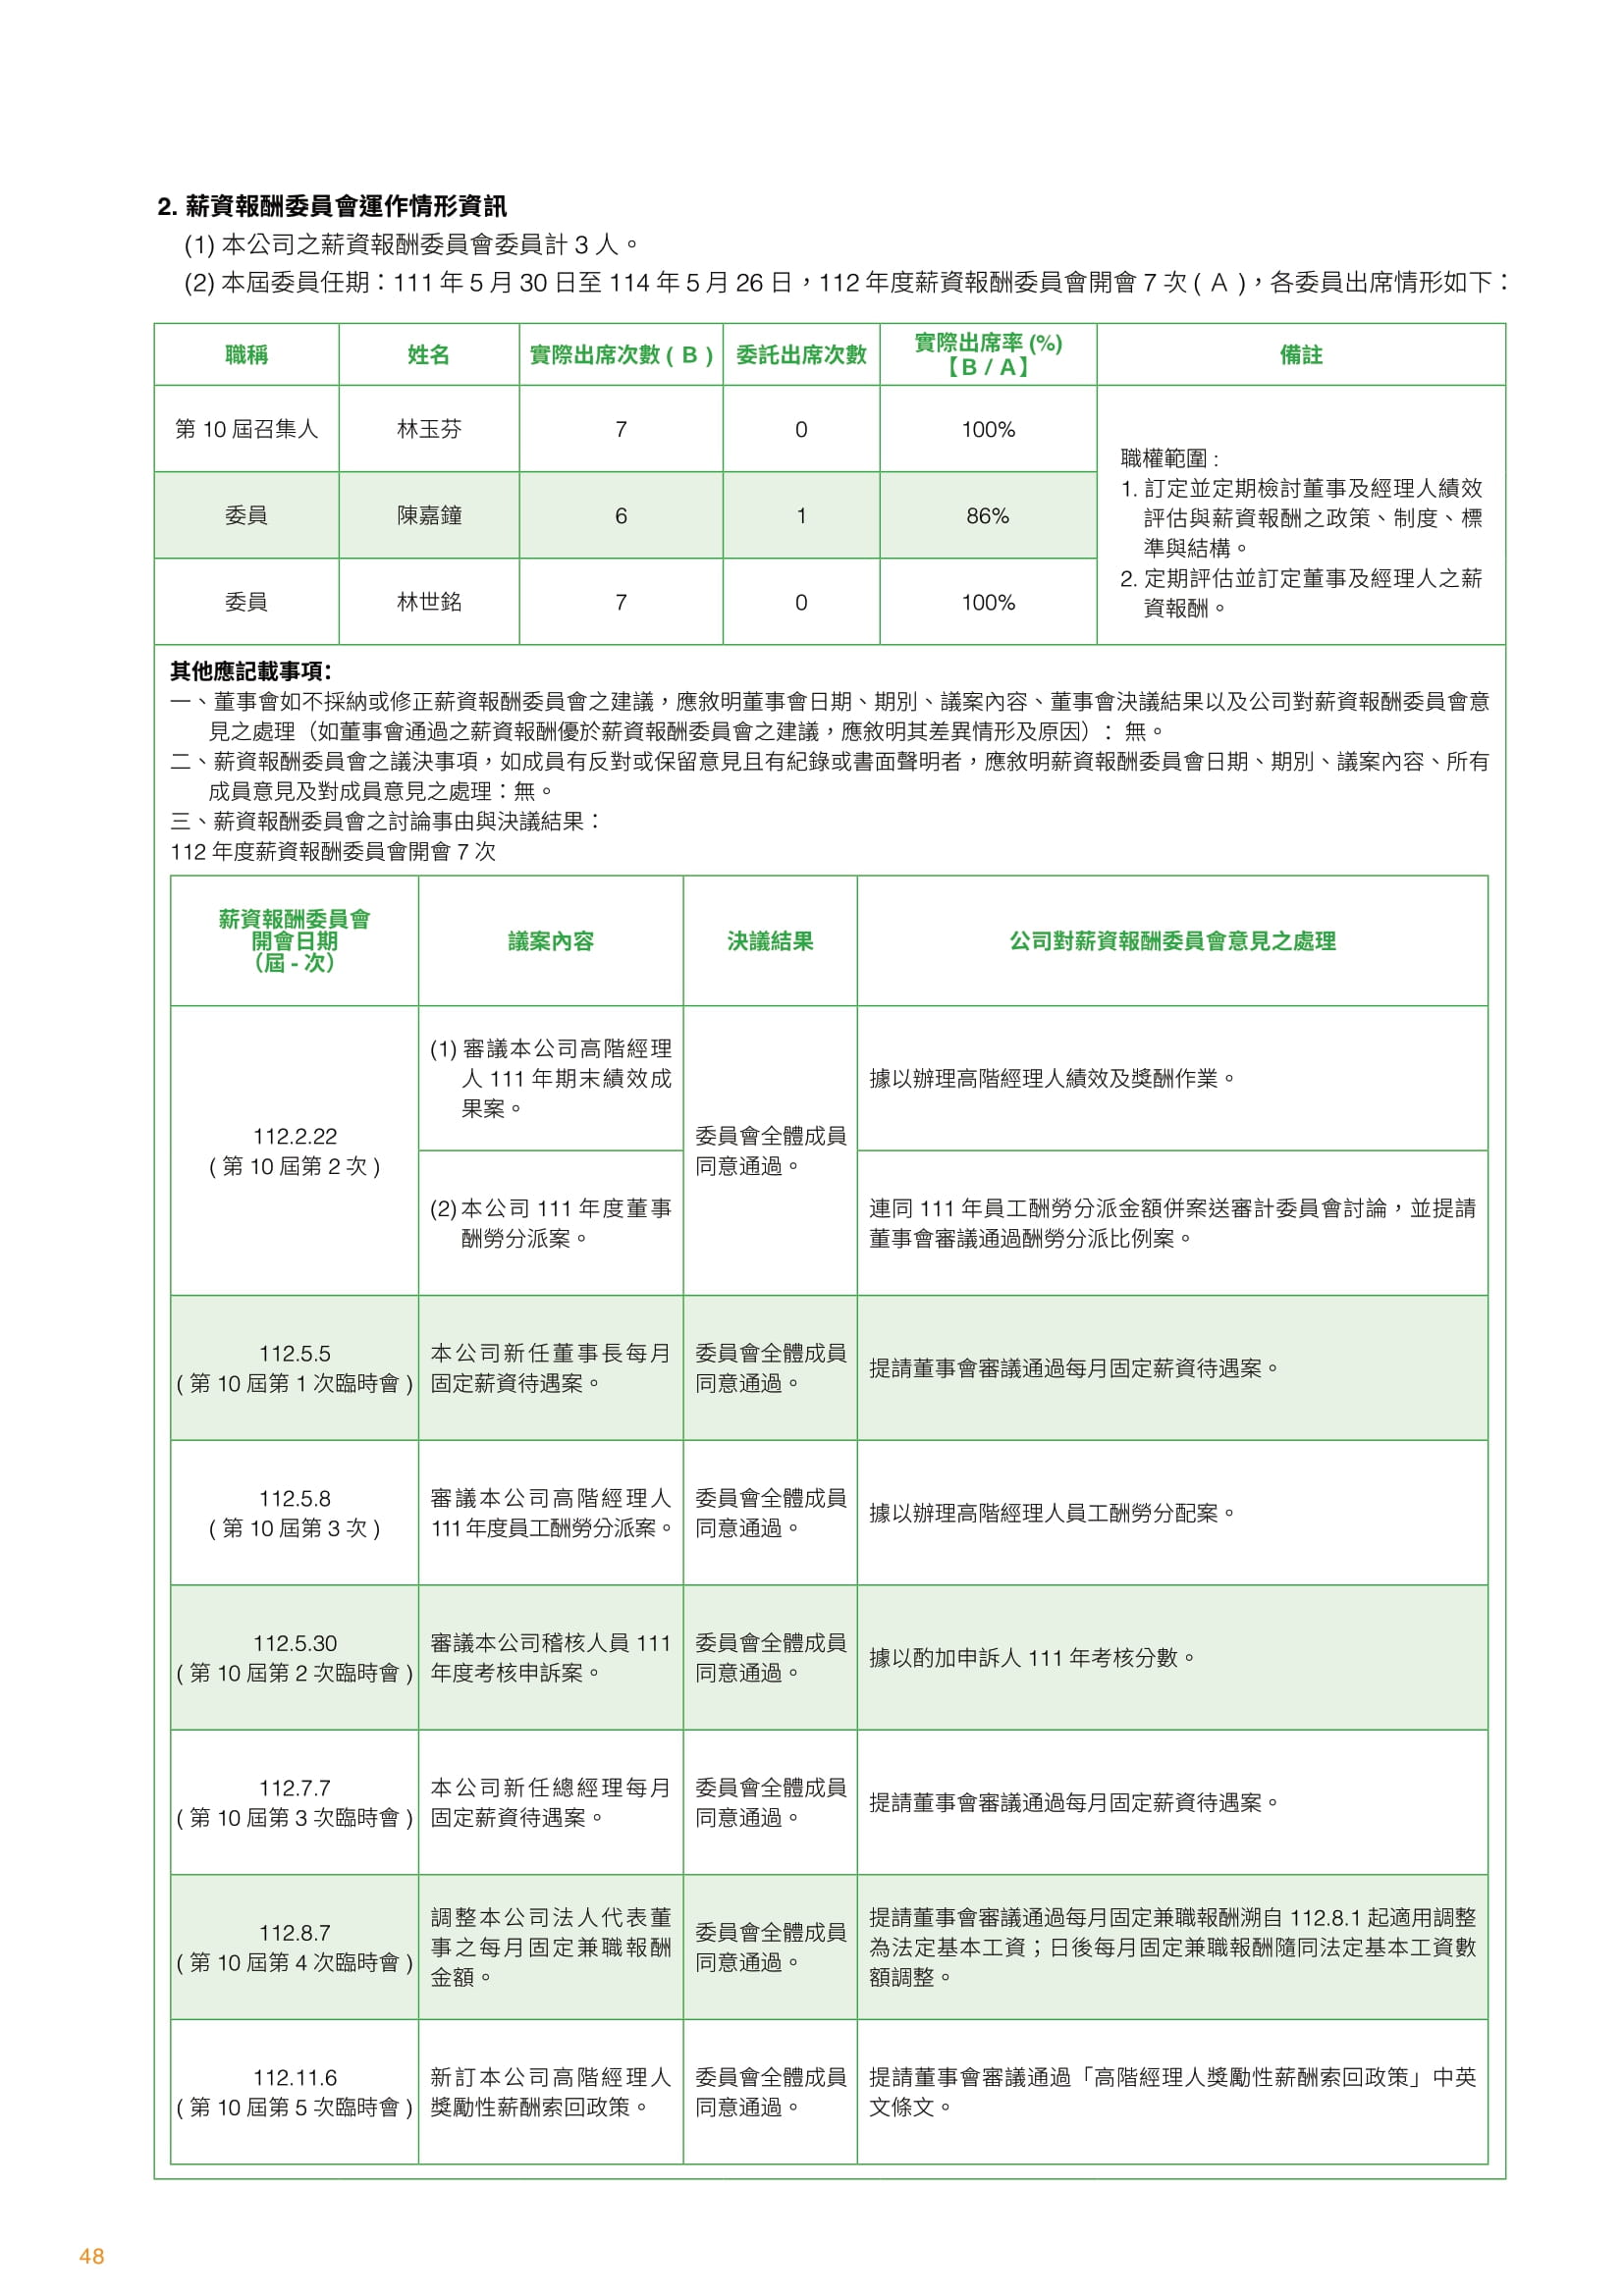 2. 薪資報酬委員會運作情形資訊
(1) 本公司之薪資報酬委員會委員計 3 人。
(2) 本屆委員任期：111 年 5 月 30 日至 114 年 5 月 26 日，112 年度薪資報酬委員會開會 7 次 ( A )，各委員出席情形如下：
職稱 姓名 實際出席次數 ( B ) 委託出席次數 實際出席率 (%)
【B / A】 備註
第 10 屆召集人 林玉芬 7 0 100%
委員 陳嘉鐘 6 1 86%
委員 林世銘 7 0 100%
職權範圍 :
1. 訂定並定期檢討董事及經理人績效
評估與薪資報酬之政策、制度、標
準與結構。
2. 定期評估並訂定董事及經理人之薪
資報酬。
其他應記載事項：
一、董事會如不採納或修正薪資報酬委員會之建議，應敘明董事會日期、期別、議案內容、董事會決議結果以及公司對薪資報酬委員會意
見之處理（如董事會通過之薪資報酬優於薪資報酬委員會之建議，應敘明其差異情形及原因）：無。
二、薪資報酬委員會之議決事項，如成員有反對或保留意見且有紀錄或書面聲明者，應敘明薪資報酬委員會日期、期別、議案內容、所有
成員意見及對成員意見之處理：無。
三、薪資報酬委員會之討論事由與決議結果：
112 年度薪資報酬委員會開會 7 次
薪資報酬委員會
開會日期
（屆 - 次）
議案內容
決議結果
公司對薪資報酬委員會意見之處理
112.2.22
( 第 10 屆第 2 次 )
(1) 審議本公司高階經理
人 111 年期末績效成
果案。
委員會全體成員
同意通過。
據以辦理高階經理人績效及獎酬作業。
(2) 本公司 111 年度董事
酬勞分派案。
連同 111 年員工酬勞分派金額併案送審計委員會討論，並提請
董事會審議通過酬勞分派比例案。
112.5.5
( 第 10 屆第 1 次臨時會 )
本公司新任董事長每月
固定薪資待遇案。
委員會全體成員
同意通過。
提請董事會審議通過每月固定薪資待遇案。
112.5.8
( 第 10 屆第 3 次 )
審議本公司高階經理人
111 年度員工酬勞分派案。
委員會全體成員
同意通過。
據以辦理高階經理人員工酬勞分配案。
112.5.30
( 第 10 屆第 2 次臨時會 )
審議本公司稽核人員 111
年度考核申訴案。
委員會全體成員
同意通過。
據以酌加申訴人 111 年考核分數。
112.7.7
( 第 10 屆第 3 次臨時會 )
本公司新任總經理每月
固定薪資待遇案。
委員會全體成員
同意通過。
提請董事會審議通過每月固定薪資待遇案。
112.8.7
( 第 10 屆第 4 次臨時會 )
調整本公司法人代表董
事之每月固定兼職報酬
金額。
委員會全體成員
同意通過。
提請董事會審議通過每月固定兼職報酬溯自 112.8.1 起適用調整
為法定基本工資；日後每月固定兼職報酬隨同法定基本工資數
額調整。
112.11.6
( 第 10 屆第 5 次臨時會 )
新訂本公司高階經理人
獎勵性薪酬索回政策。
委員會全體成員
同意通過。
提請董事會審議通過「高階經理人獎勵性薪酬索回政策」中英
文條文。
48